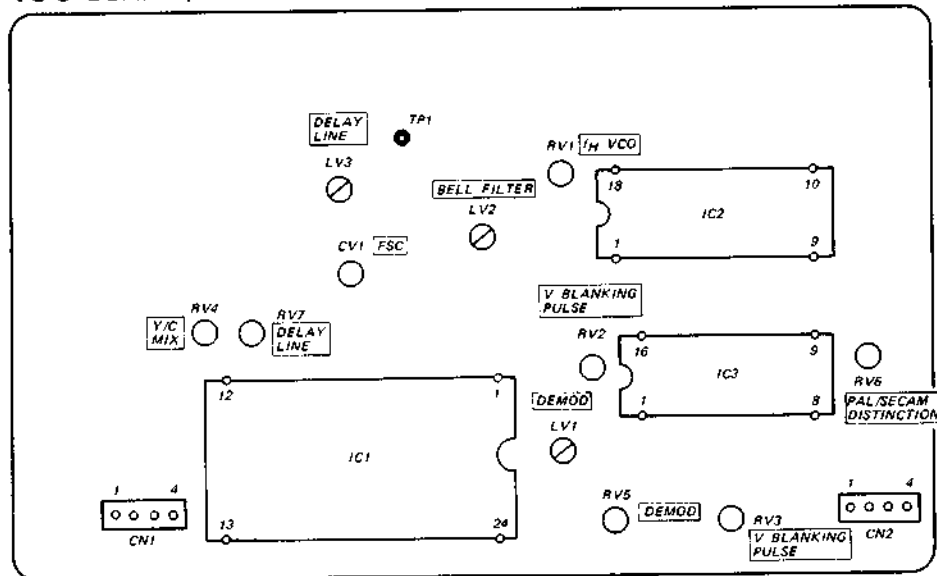 DELAY
LINE
TP1
LV3
RV1
fH VCO
BELL FILTER
LV2
18
10
IC2
1
9
CV1
FSC
V BLANKING
PULSE
RV4
RV7
Y/C
MIX
DELAY
LINE
RV2
16
9
IC3
1
8
RV6
PAL/SECAM
DISTINCTION
12
1
IC1
13
24
DEMOD
LV1
1
4
CN1
RV5
DEMOD
RV3
V BLANKING
PULSE
1
4
CN2